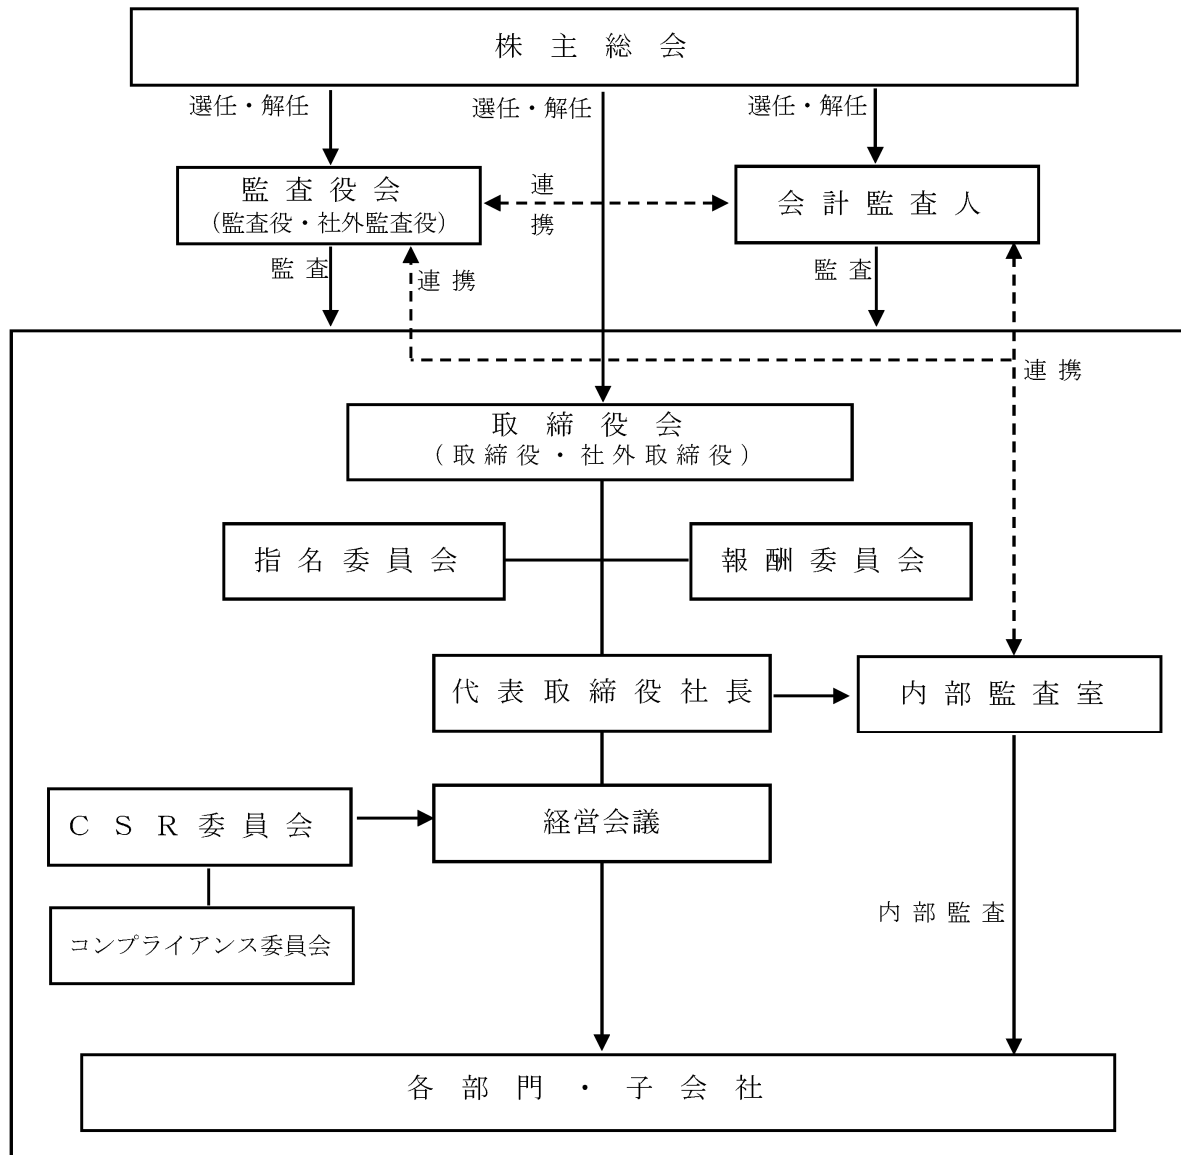 株主総会
選任・解任
選任・解任
選任・解任
監査役会
（監査役・社外監査役）
連
携
会計監査人
監査
連携
監査
連携
取締役会
（取締役・社外取締役）
指名委員会
報酬委員会
代表取締役社長
内部監査室
ＣＳＲ委員会
経営会議
コンプライアンス委員会
内部監査
各部門・子会社